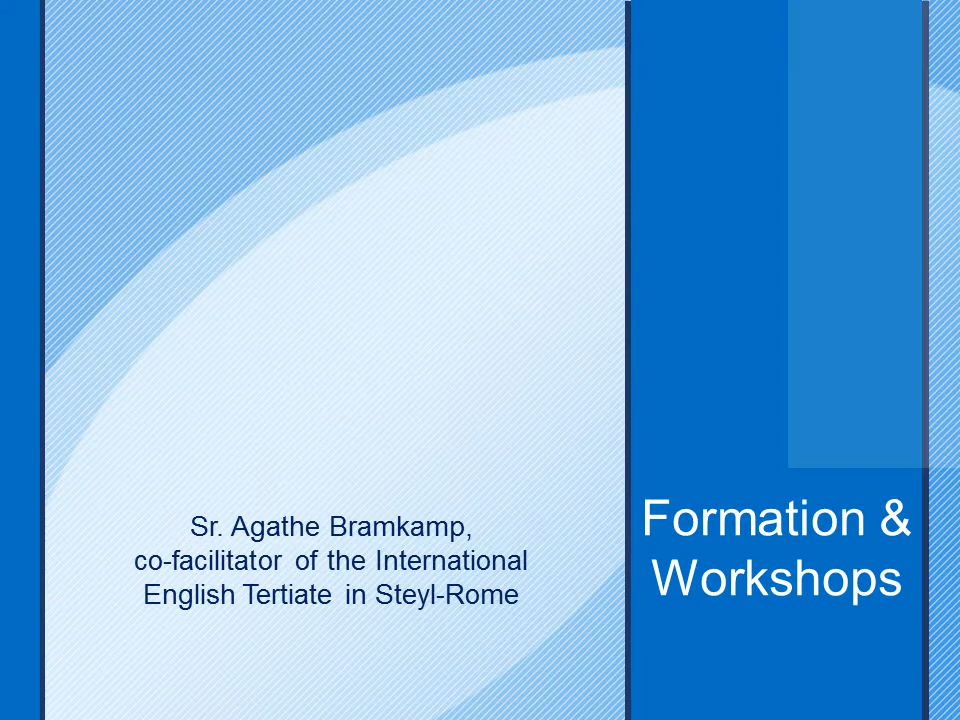 Sr. Agathe Bramkamp,
co-facilitator of the International
English Tertiate in Steyl-Rome
Formation &
Workshops